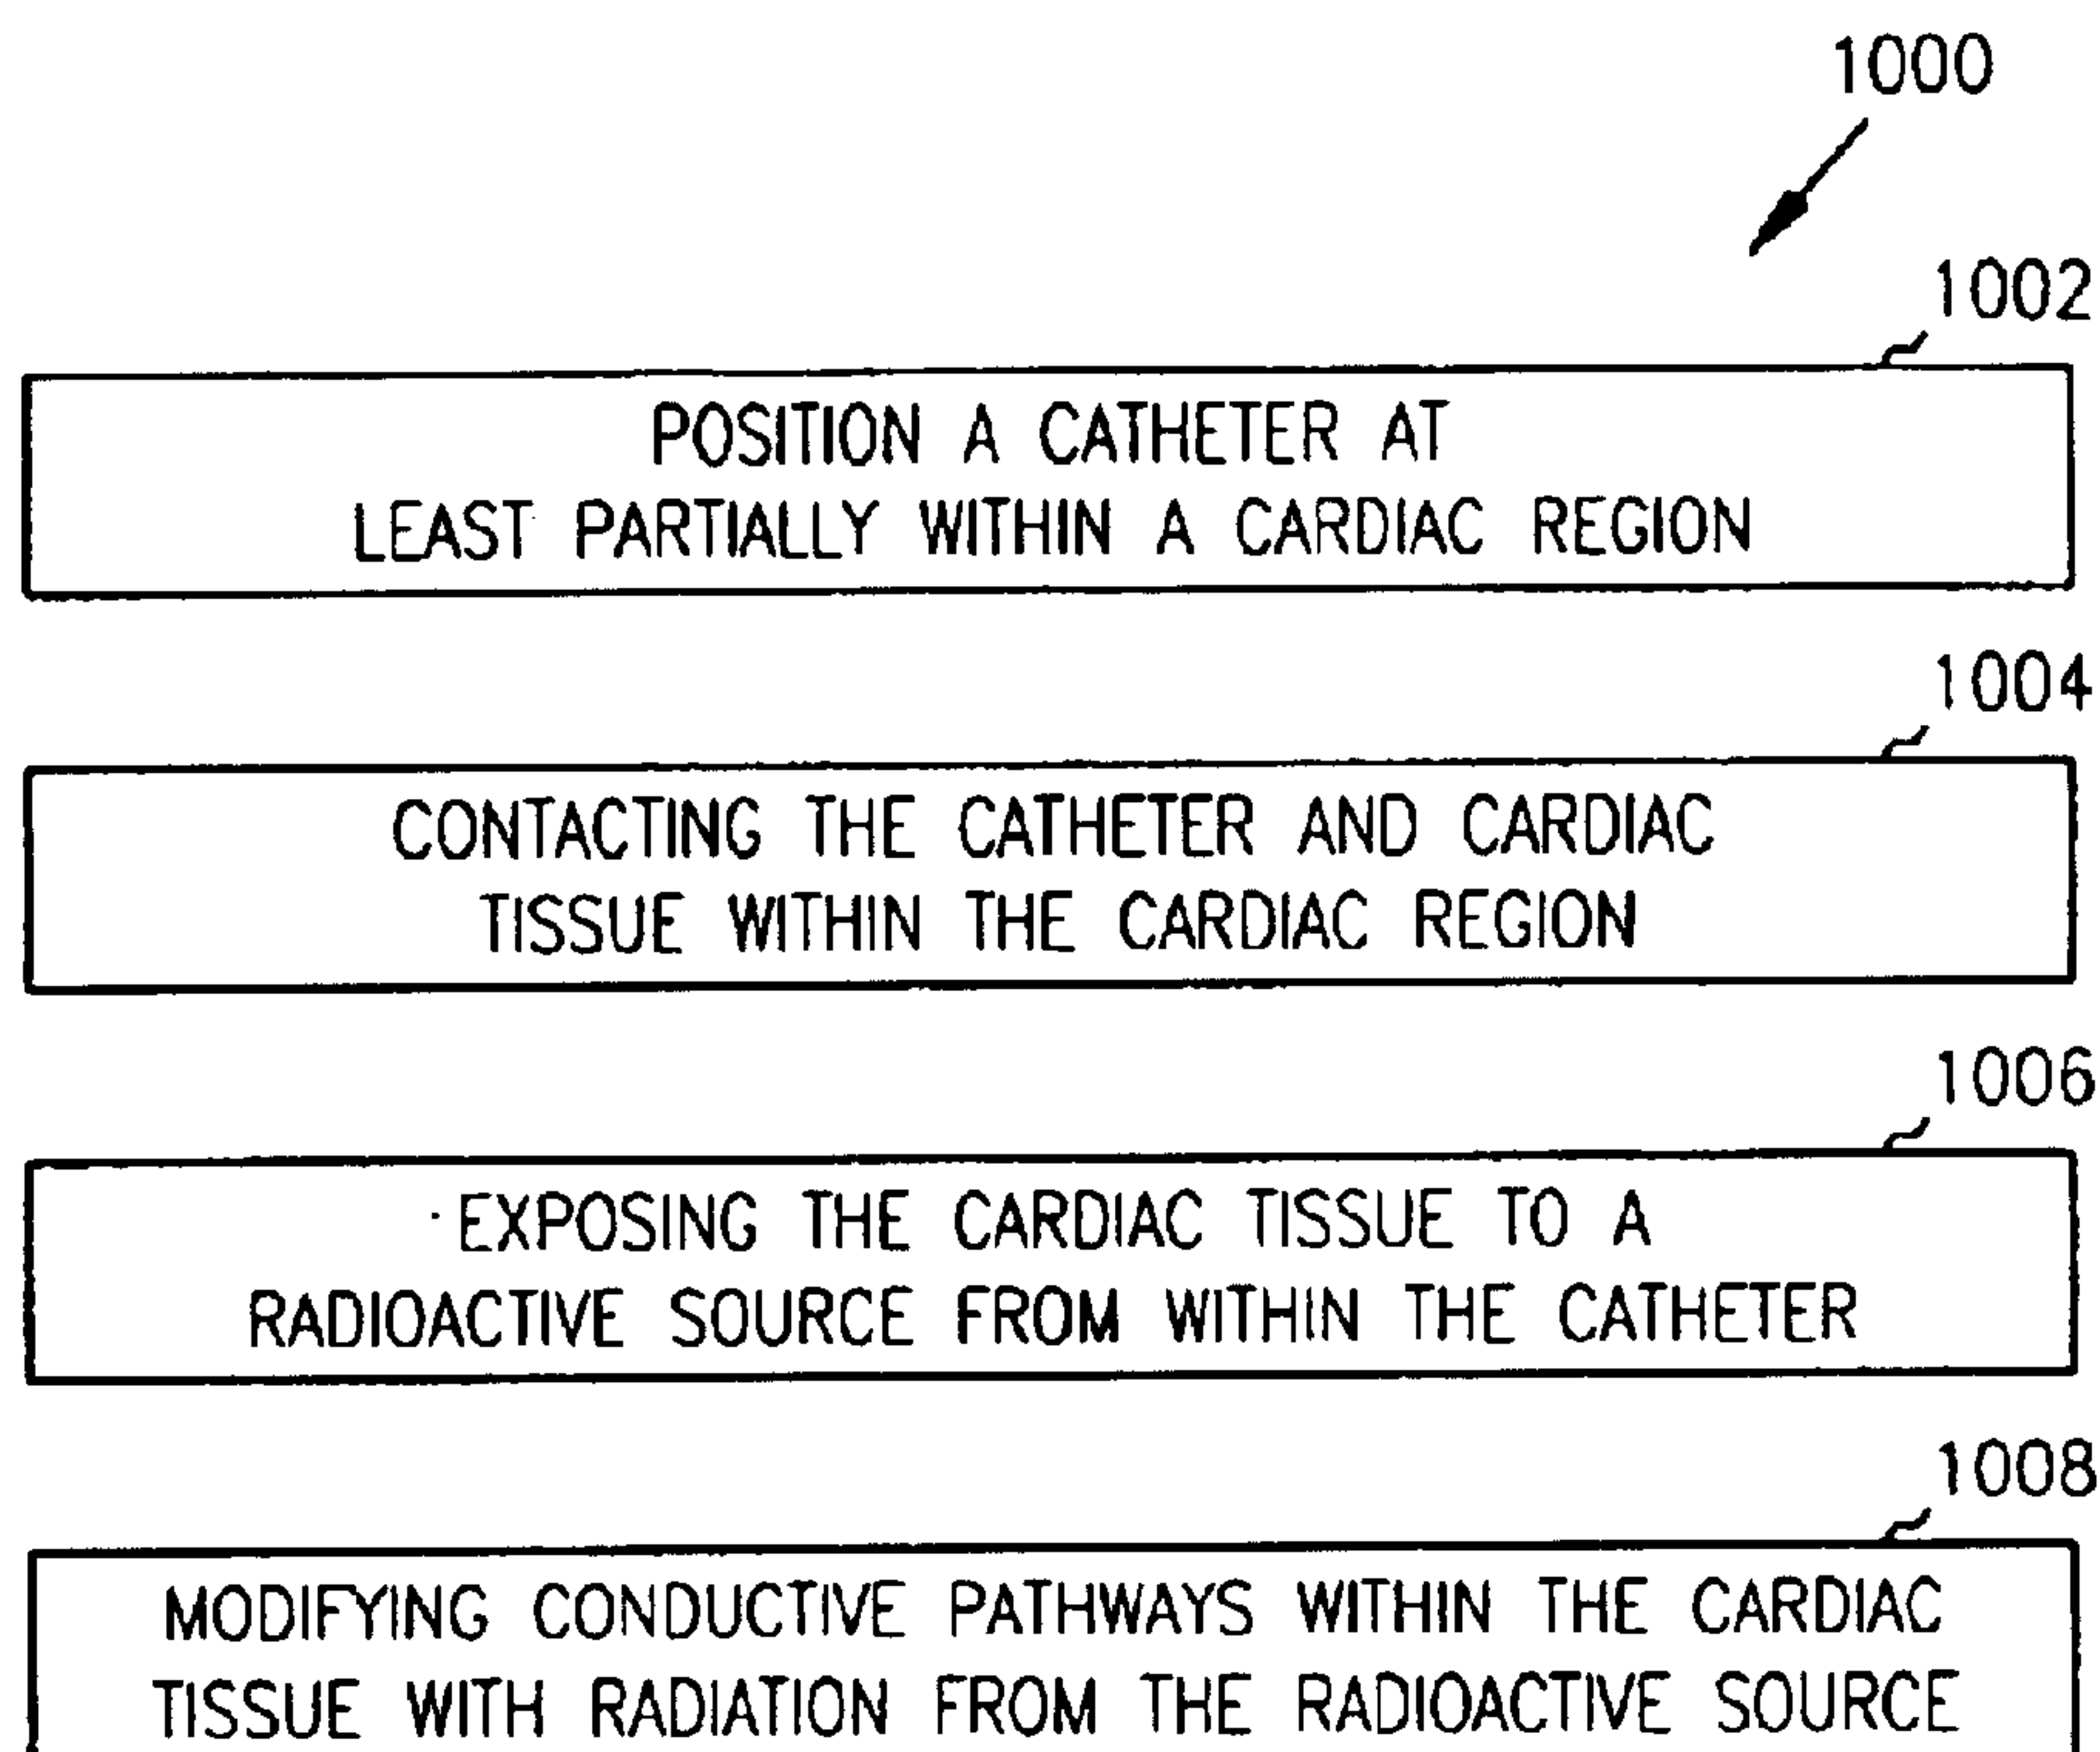 1000
1002
POSITION A CATHETER AT
LEAST PARTIALLY WITHIN A CARDIAC REGION
1004
CONTACTING THE CATHETER AND CARDIAC
TISSUE WITHIN THE CARDIAC REGION
1006
EXPOSING THE CARDIAC TISSUE TO A
RADIOACTIVE SOURCE FROM WITHIN THE CATHETER
1008
MODIFYING CONDUCTIVE PATHWAYS WITHIN THE CARDIAC
TISSUE WITH RADIATION FROM THE RADIOACTIVE SOURCE